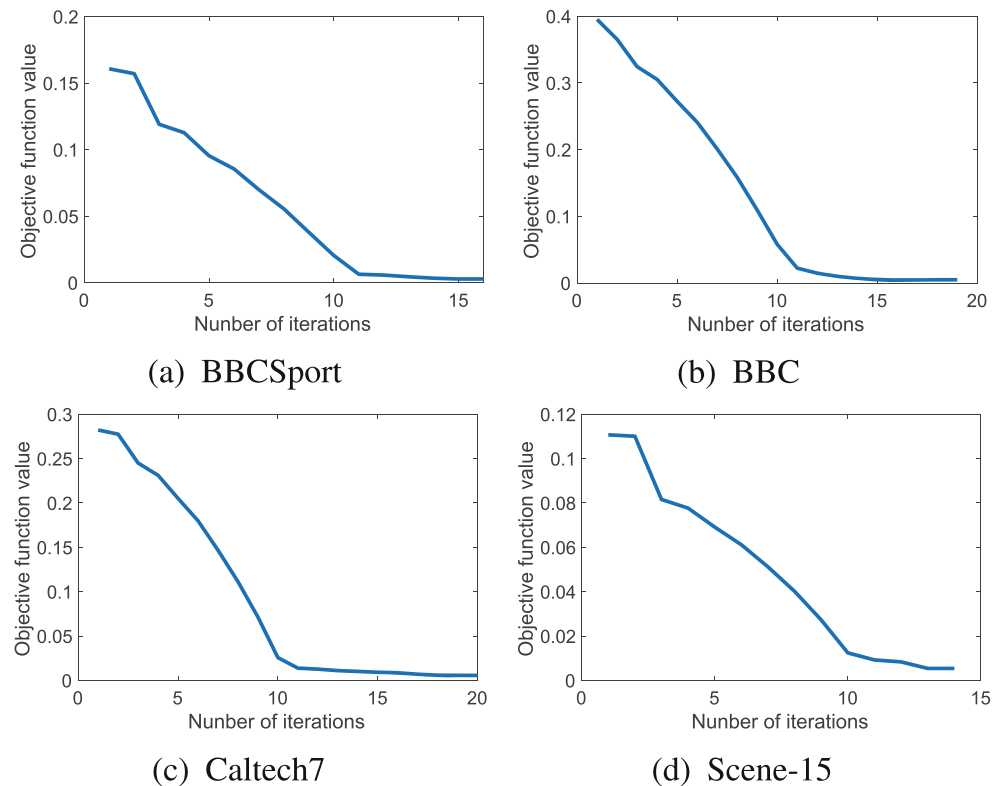 0.2
0.15
0.1
0.05
0
Objective function value
0 5 10 15
Nunber of iterations
(a) BBCSport
0.4
0.3
0.2
0.1
0
Objective function value
0 5 10 15 20
Nunber of iterations
(b) BBC
0.3
0.25
0.2
0.15
0.1
0.05
0
Objective function value
0 5 10 15 20
Nunber of iterations
(c) Caltech7
0.12
0.1
0.08
0.06
0.04
0.02
0
Objective function value
0 5 10 15
Nunber of iterations
(d) Scene-15